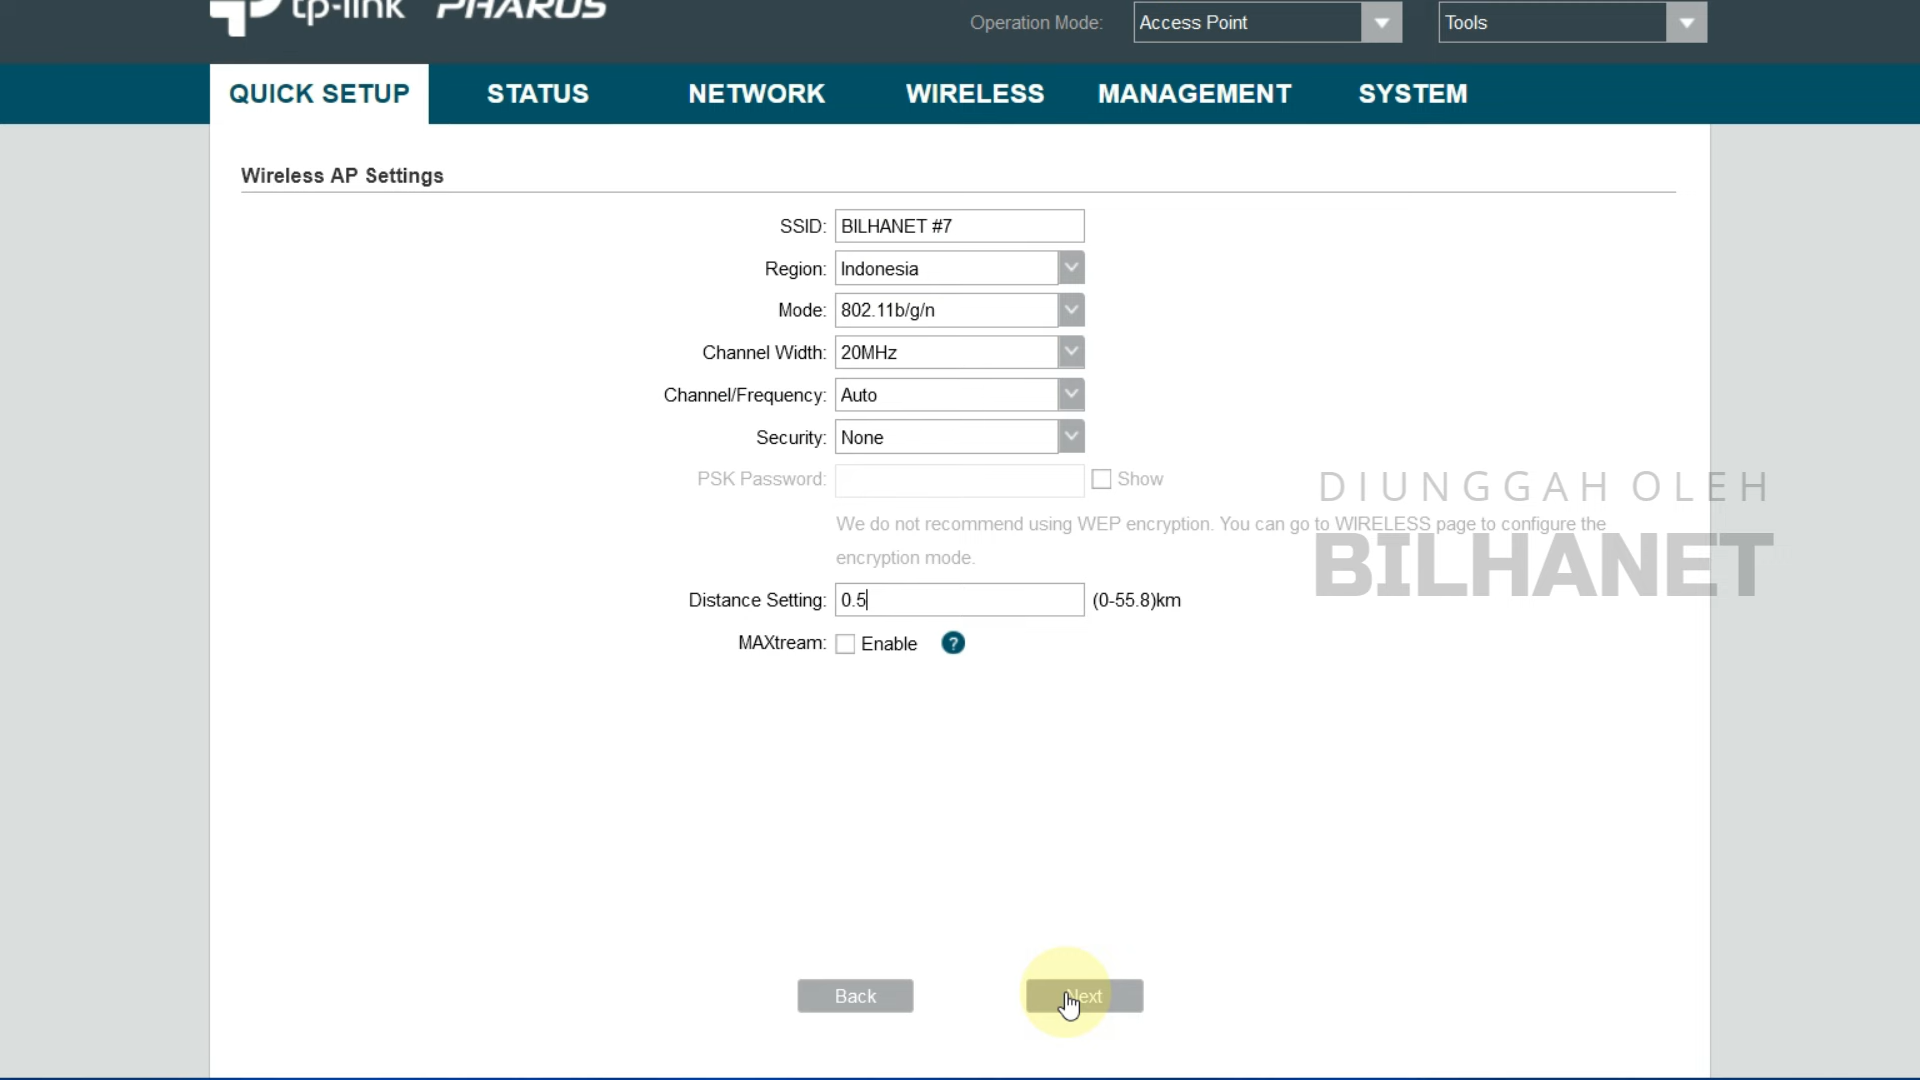 tp-link PHAROS
Operation Mode: Access Point Tools
QUICK SETUP STATUS NETWORK WIRELESS MANAGEMENT SYSTEM
Wireless AP Settings
SSID: BILHANET #7
Region: Indonesia
Mode: 802.11b/g/n
Channel Width: 20MHz
Channel/Frequency: Auto
Security: None
PSK Password: Show
DIUNGGAH OLEH
We do not recommend using WEP encryption. You can go to WIRELESS page to configure the
encryption mode.
BILHANET
Distance Setting: 0.5 (0-55.8)km
MAXtream: Enable ?
Back Next